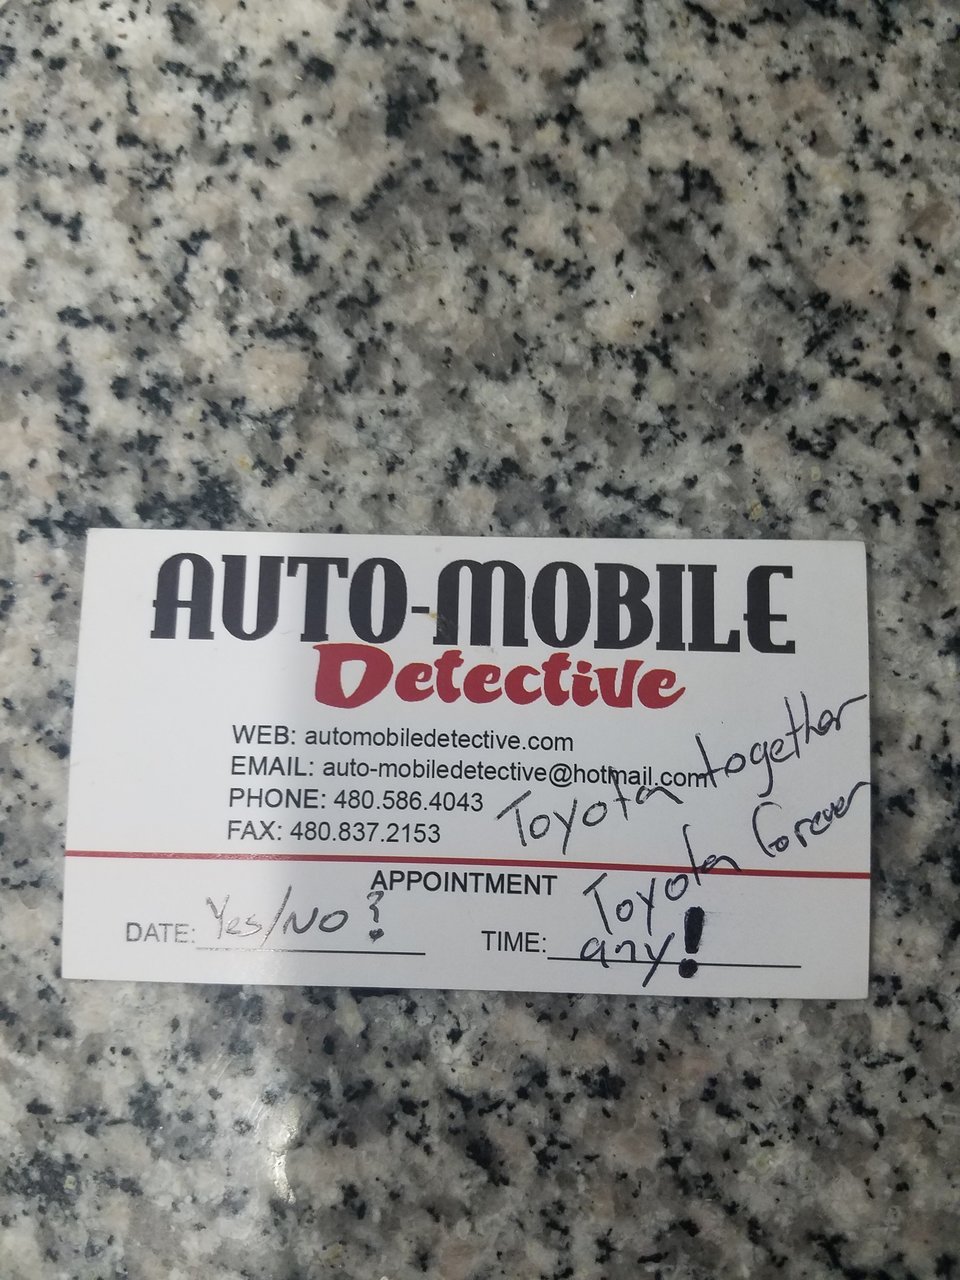 AUTO-MOBILE
Detective
WEB: automobiledetective.com
EMAIL: auto-mobiledetective@hotmail.com
PHONE: 480.586.4043
FAX: 480.837.2153
Toyota together
Toyota forever
APPOINTMENT
DATE: Yes/No?
TIME: any!